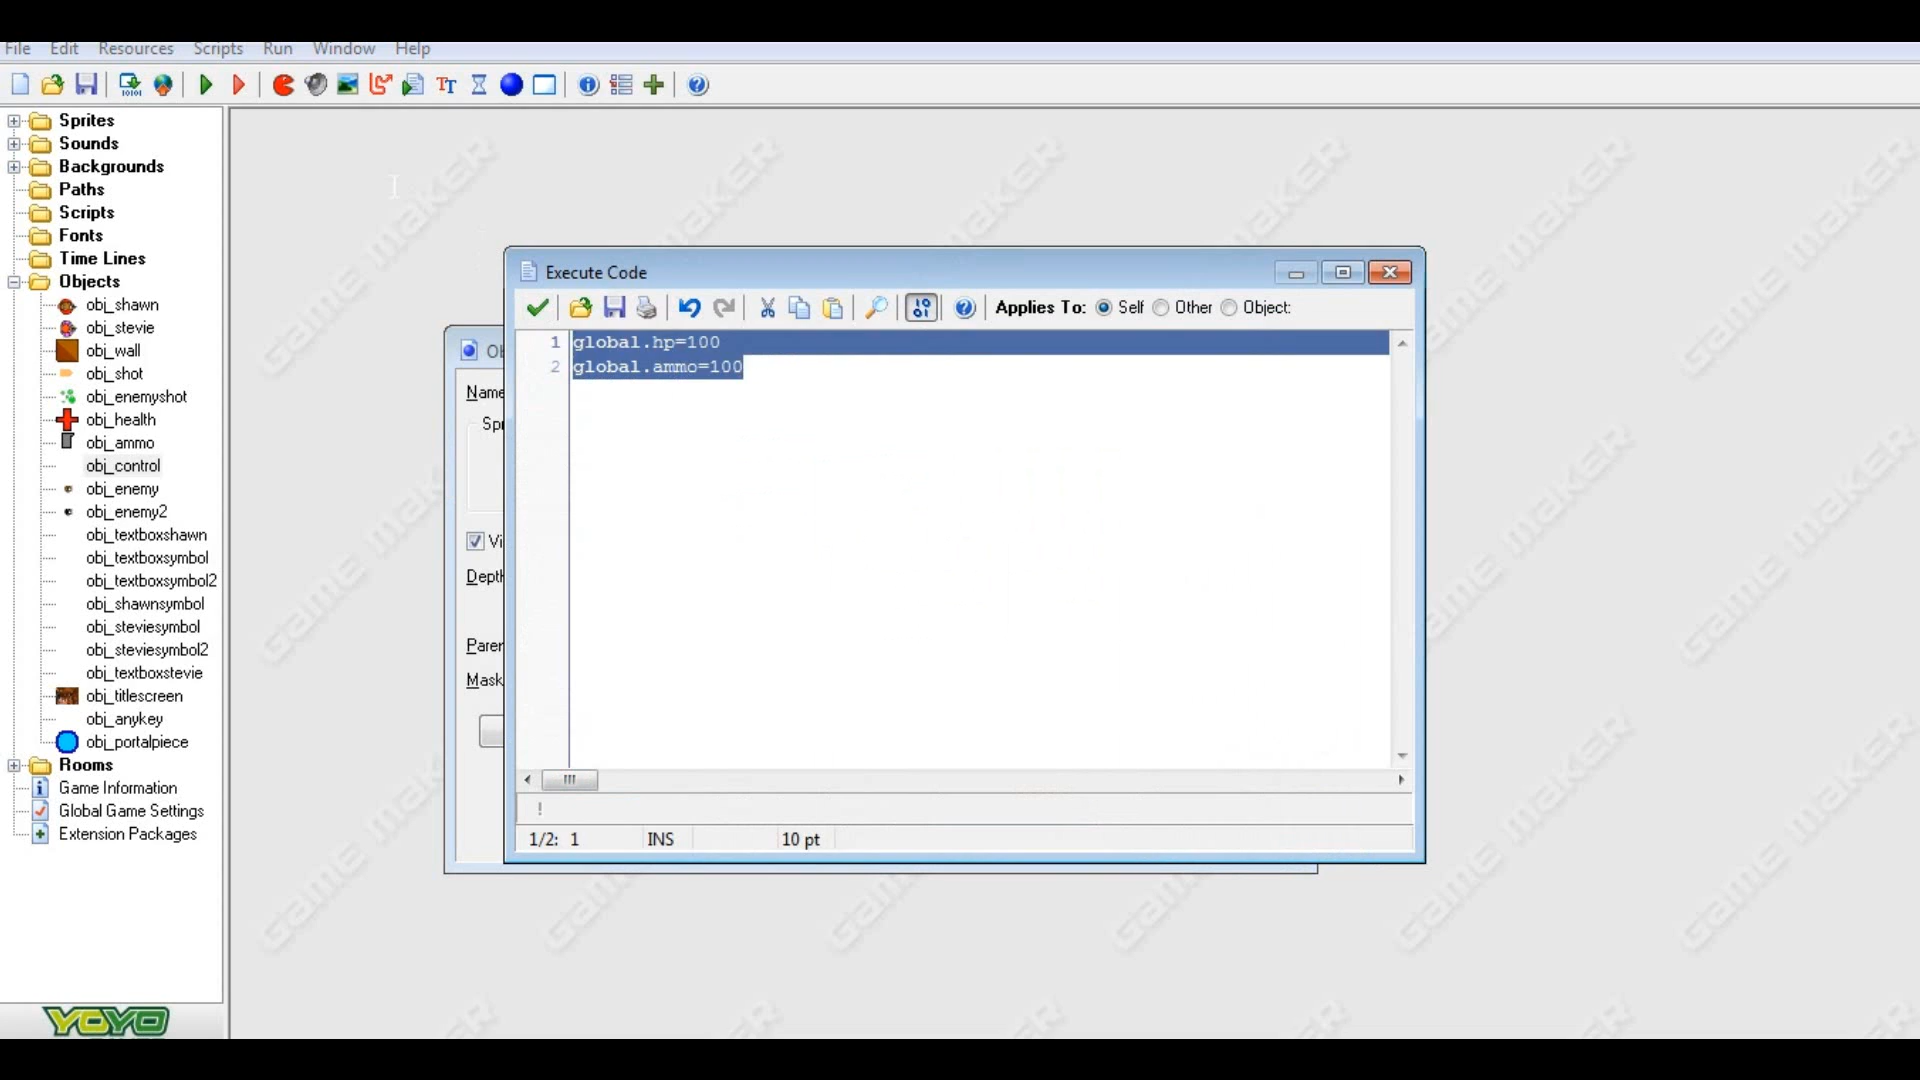 File Edit Resources Scripts Run Window Help
Sprites
Sounds
Backgrounds
Paths
Scripts
Fonts
Time Lines
Objects
obj_shawn
obj_stevie
obj_wall
obj_shot
obj_enemyshot
obj_health
obj_ammo
obj_control
obj_enemy
obj_enemy2
obj_textboxshawn
obj_textboxsymbol
obj_textboxsymbol2
obj_shawnsymbol
obj_steviesymbol
obj_steviesymbol2
obj_textboxstevie
obj_titlescreen
obj_anykey
obj_portalpiece
Rooms
Game Information
Global Game Settings
Extension Packages
YOYO
Name
Depth
Mask
Execute Code
Applies To: Self Other Object:
1 global.hp=100
2 global.ammo=100
!
1/2: 1 INS 10 pt
GAME MAKER